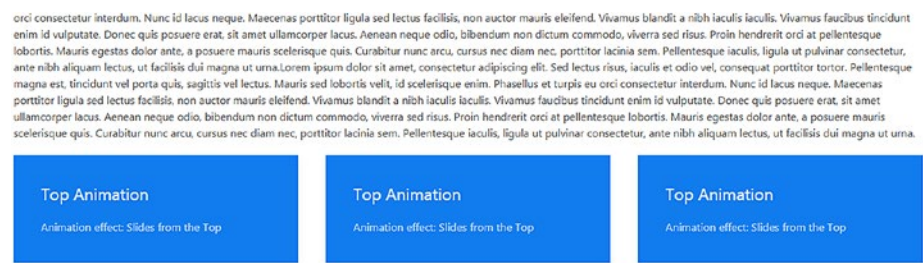 orci consectetur interdum. Nunc id lacus neque. Maecenas porttitor ligula sed lectus facilisis, non auctor mauris eleifend. Vivamus blandit a nibh iaculis iaculis. Vivamus faucibus tincidunt
enim id vulputate. Donec quis posuere erat, sit amet ullamcorper lacus. Aenean neque odio, bibendum non dictum commodo, viverra sed risus. Proin hendrerit orci at pellentesque
lobortis. Mauris egestas dolor ante, a posuere mauris scelerisque quis. Curabitur nunc arcu, cursus nec diam nec, porttitor lacinia sem. Pellentesque iaculis, ligula ut pulvinar consectetur,
ante nibh aliquam lectus, ut facilisis dui magna ut urna.Lorem ipsum dolor sit amet, consectetur adipiscing elit. Sed lectus risus, iaculis et odio vel, consequat porttitor tortor. Pellentesque
magna est, tincidunt vel porta quis, sagittis vel lectus. Mauris sed lobortis velit, id scelerisque enim. Phasellus et turpis eu orci consectetur interdum. Nunc id lacus neque. Maecenas
porttitor ligula sed lectus facilisis, non auctor mauris eleifend. Vivamus blandit a nibh iaculis iaculis. Vivamus faucibus tincidunt enim id vulputate. Donec quis posuere erat, sit amet
ullamcorper lacus. Aenean neque odio, bibendum non dictum commodo, viverra sed risus. Proin hendrerit orci at pellentesque lobortis. Mauris egestas dolor ante, a posuere mauris
scelerisque quis. Curabitur nunc arcu, cursus nec diam nec, porttitor lacinia sem. Pellentesque iaculis, ligula ut pulvinar consectetur, ante nibh aliquam lectus, ut facilisis dui magna ut urna.
Top Animation
Animation effect: Slides from the Top
Top Animation
Animation effect: Slides from the Top
Top Animation
Animation effect: Slides from the Top